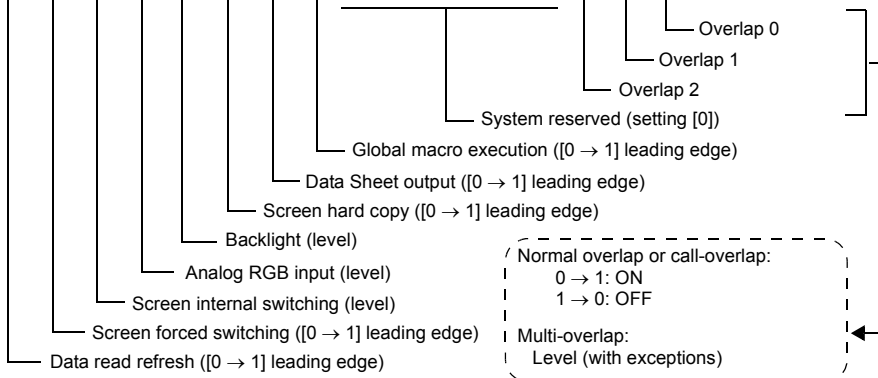 Overlap 0
Overlap 1
Overlap 2
System reserved (setting [0])
Global macro execution ([0 → 1] leading edge)
Data Sheet output ([0 → 1] leading edge)
Screen hard copy ([0 → 1] leading edge)
Backlight (level)
Analog RGB input (level)
Screen internal switching (level)
Screen forced switching ([0 → 1] leading edge)
Data read refresh ([0 → 1] leading edge)
Normal overlap or call-overlap:
0 → 1: ON
1 → 0: OFF
Multi-overlap:
Level (with exceptions)